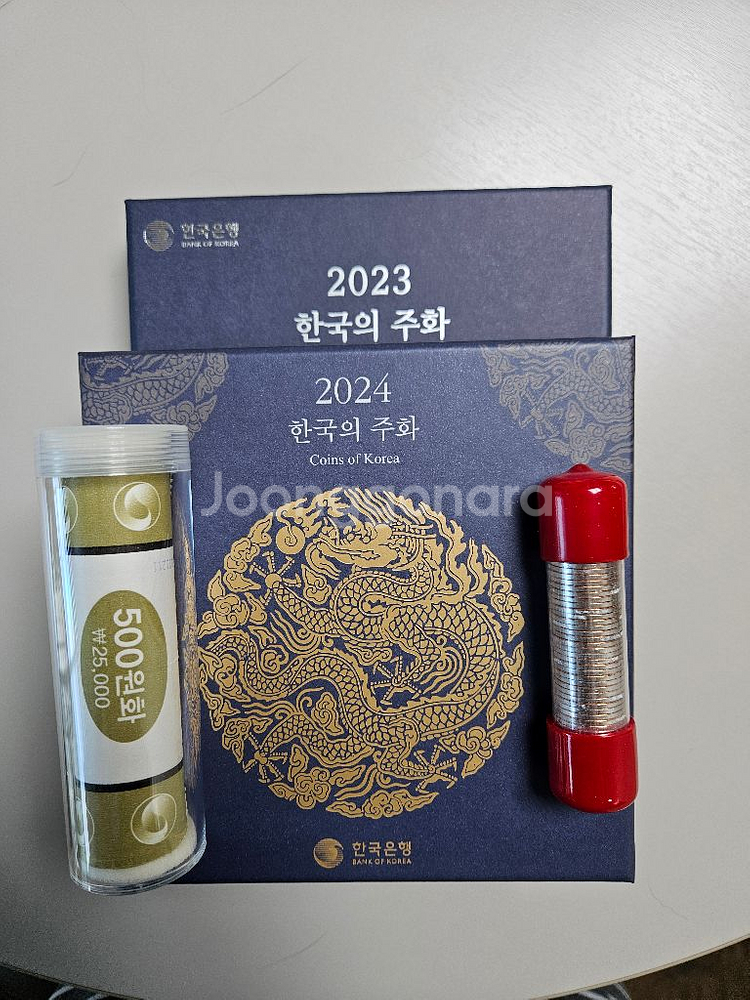 한국은행
BANK OF KOREA
2023
한국의 주화
2024
한국의 주화
Coins of Korea
Joonggonara
500원화
₩25,000
한국은행
BANK OF KOREA